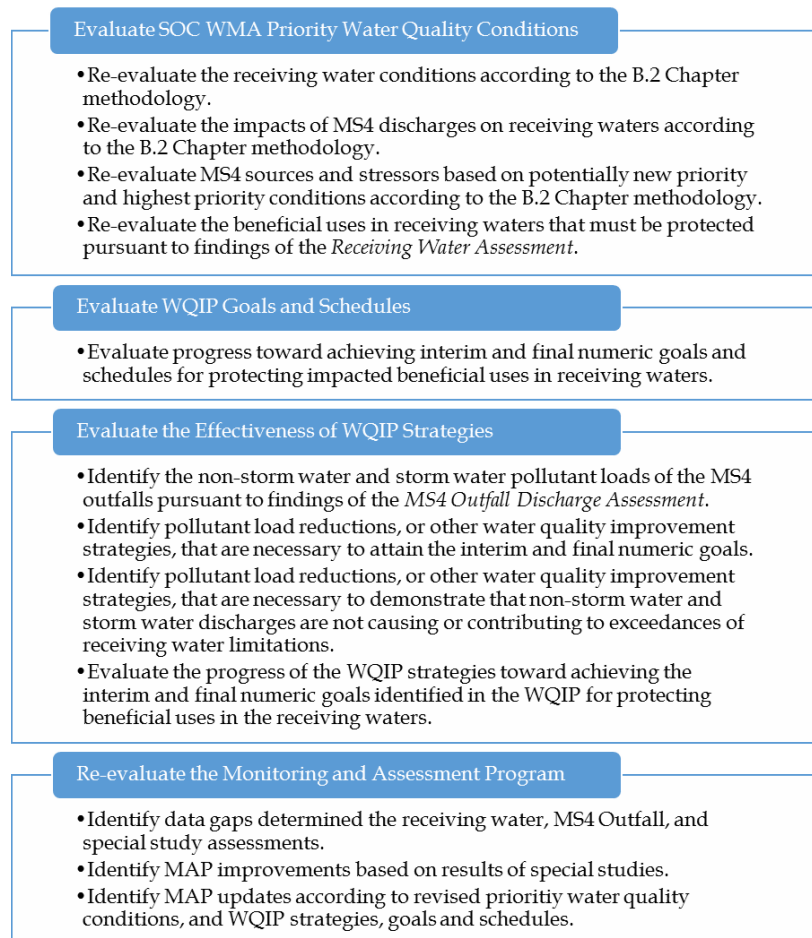 Evaluate SOC WMA Priority Water Quality Conditions
•Re-evaluate the receiving water conditions according to the B.2 Chapter
methodology.
•Re-evaluate the impacts of MS4 discharges on receiving waters according
to the B.2 Chapter methodology.
•Re-evaluate MS4 sources and stressors based on potentially new priority
and highest priority conditions according to the B.2 Chapter methodology.
•Re-evaluate the beneficial uses in receiving waters that must be protected
pursuant to findings of the Receiving Water Assessment.
Evaluate WQIP Goals and Schedules
•Evaluate progress toward achieving interim and final numeric goals and
schedules for protecting impacted beneficial uses in receiving waters.
Evaluate the Effectiveness of WQIP Strategies
•Identify the non-storm water and storm water pollutant loads of the MS4
outfalls pursuant to findings of the MS4 Outfall Discharge Assessment.
•Identify pollutant load reductions, or other water quality improvement
strategies, that are necessary to attain the interim and final numeric goals.
•Identify pollutant load reductions, or other water quality improvement
strategies, that are necessary to demonstrate that non-storm water and
storm water discharges are not causing or contributing to exceedances of
receiving water limitations.
•Evaluate the progress of the WQIP strategies toward achieving the
interim and final numeric goals identified in the WQIP for protecting
beneficial uses in the receiving waters.
Re-evaluate the Monitoring and Assessment Program
•Identify data gaps determined the receiving water, MS4 Outfall, and
special study assessments.
•Identify MAP improvements based on results of special studies.
•Identify MAP updates according to revised prioritiy water quality
conditions, and WQIP strategies, goals and schedules.